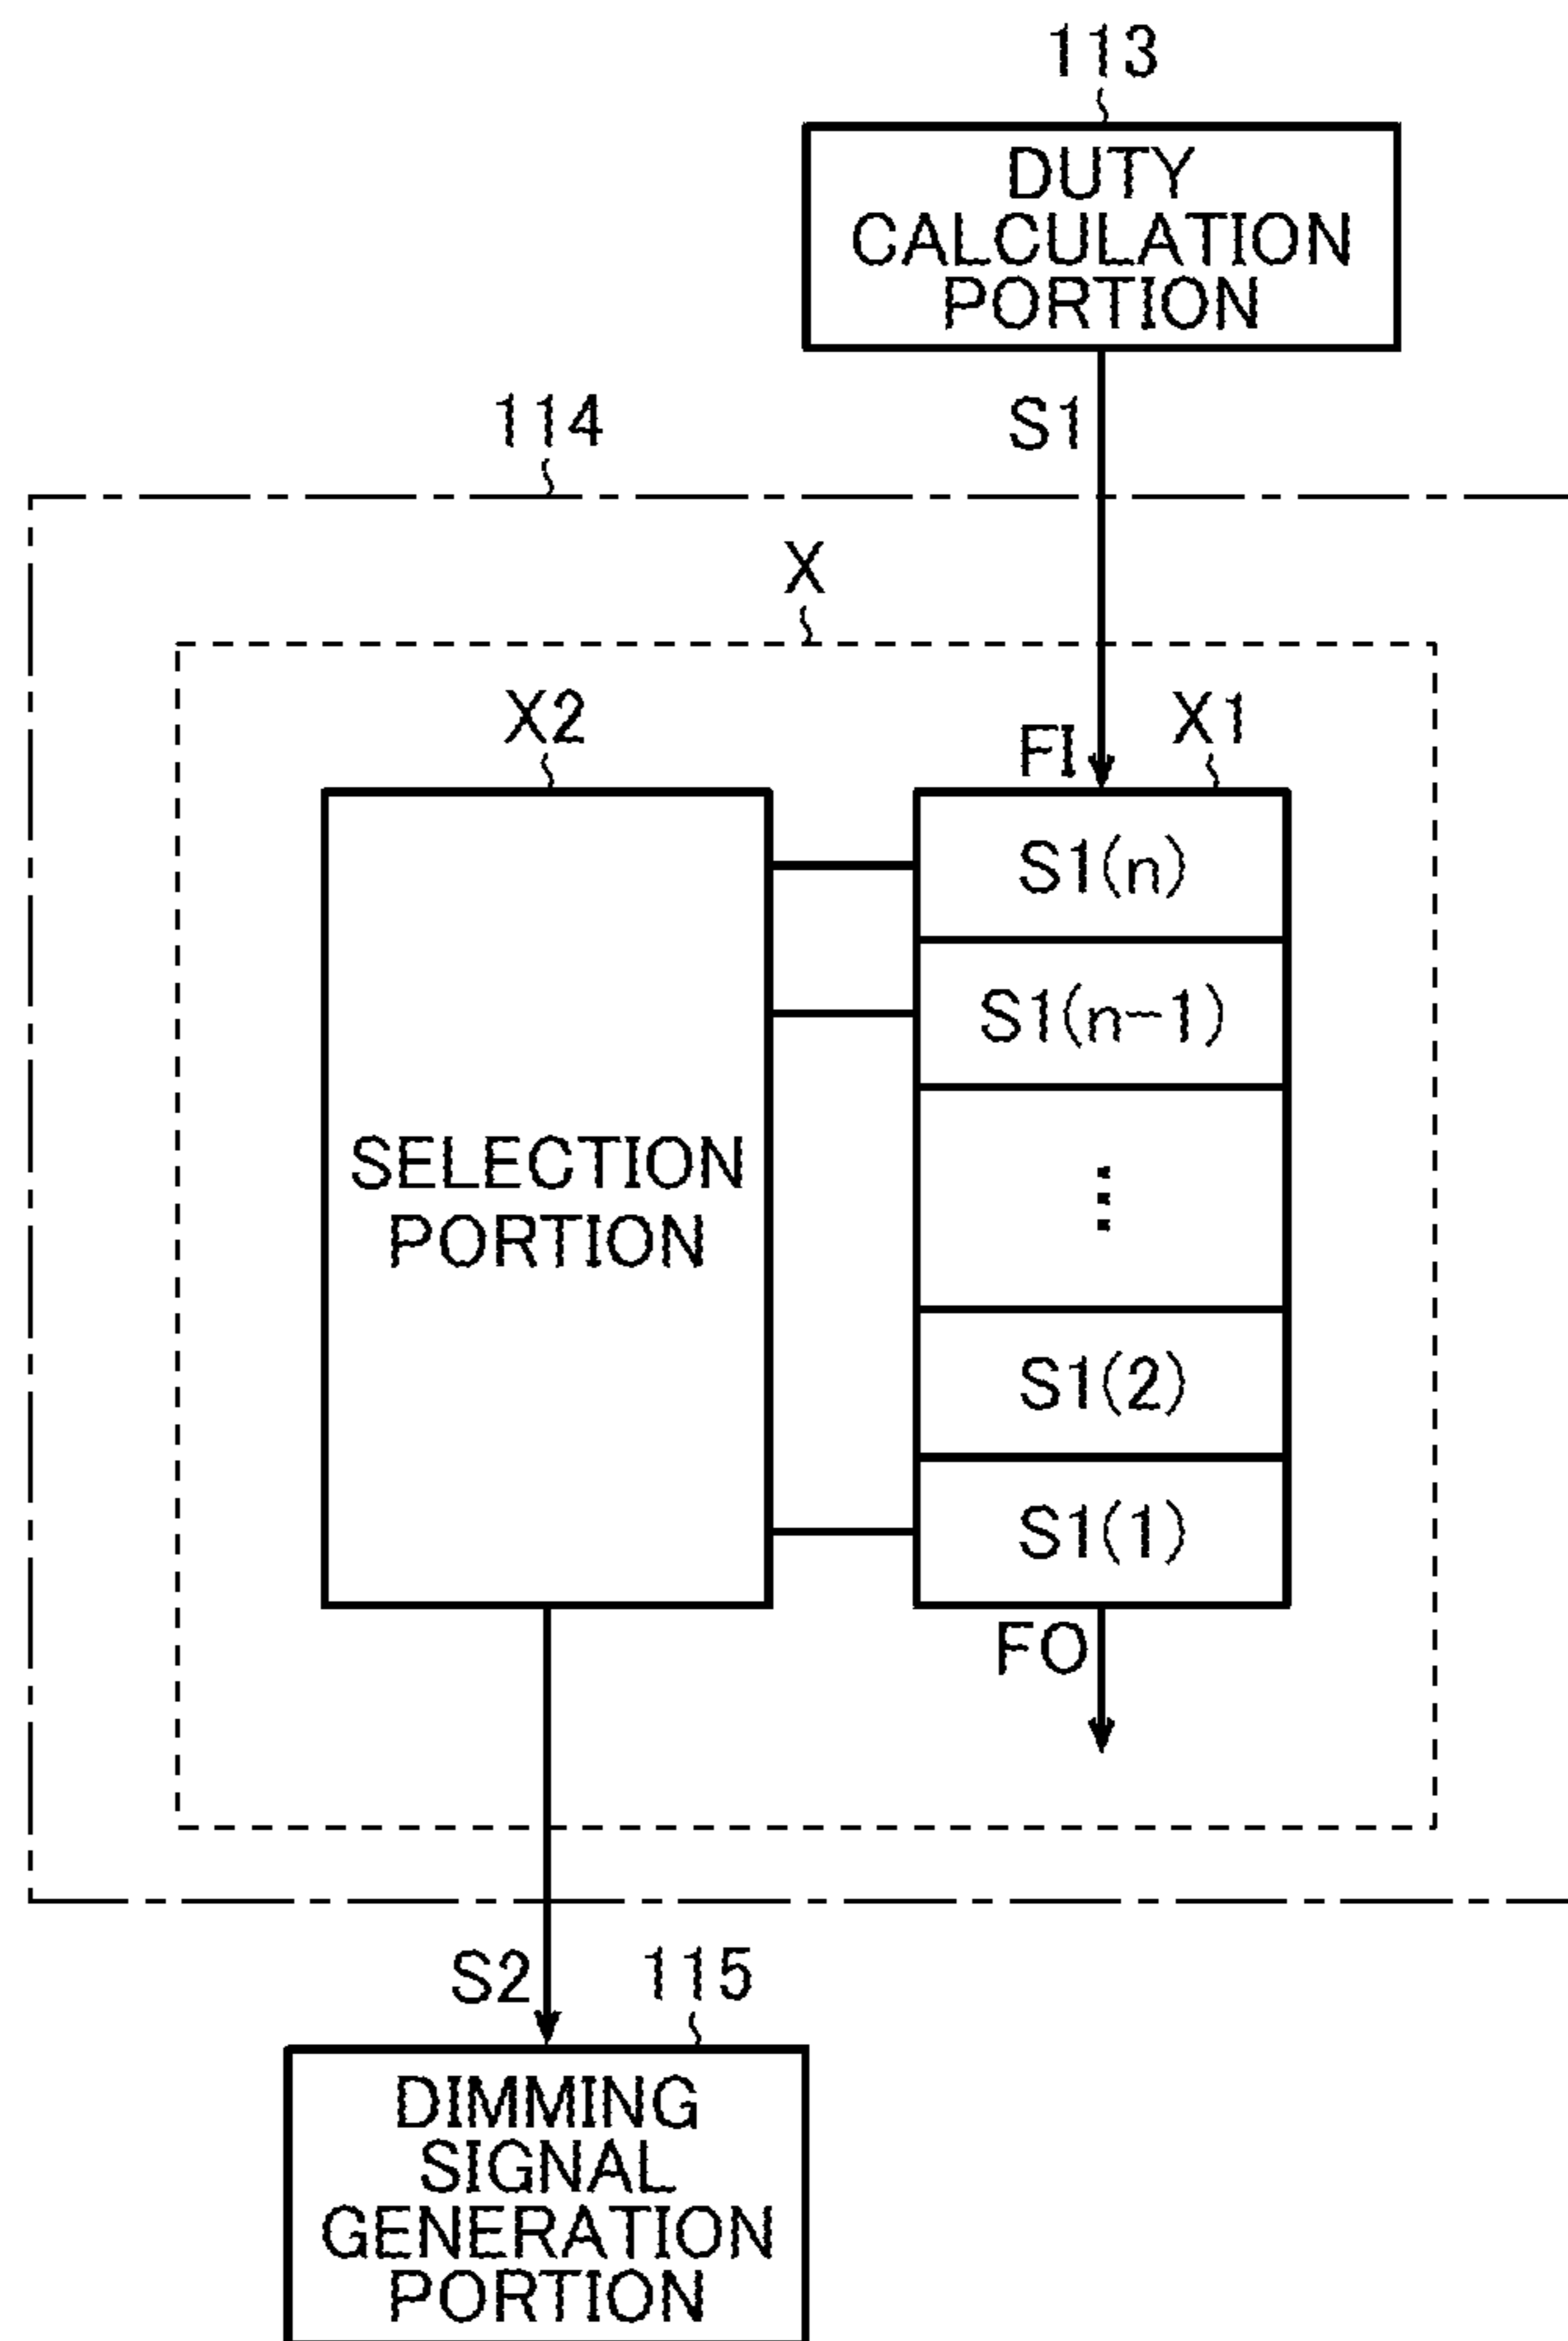 113
DUTY
CALCULATION
PORTION
114
S1
X
X2
FI
X1
S1(n)
S1(n-1)
SELECTION
PORTION
⋮
S1(2)
S1(1)
FO
S2
115
DIMMING
SIGNAL
GENERATION
PORTION